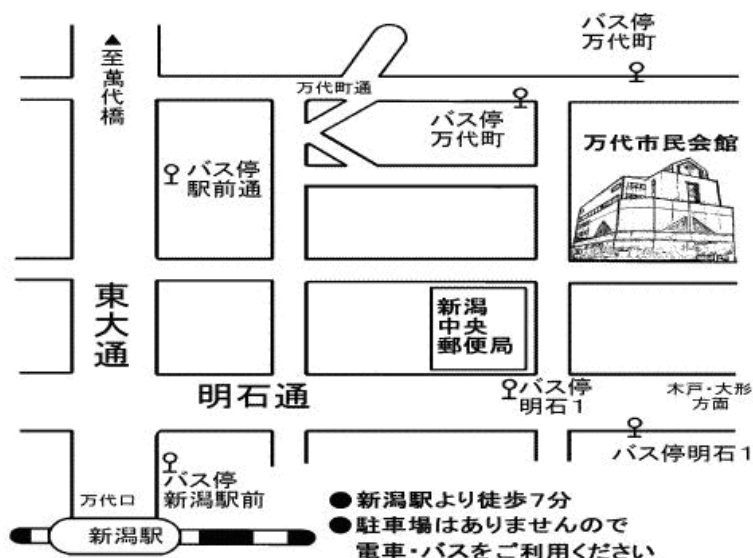 バス停
万代町
▲至萬代橋
万代町通
バス停
万代町
万代市民会館
バス停
駅前通
東大通
新潟
中央
郵便局
明石通
バス停
明石1
木戸・大形
方面
バス停明石1
バス停
新潟駅前
万代口
新潟駅
●新潟駅より徒歩7分
●駐車場はありませんので
電車・バスをご利用ください